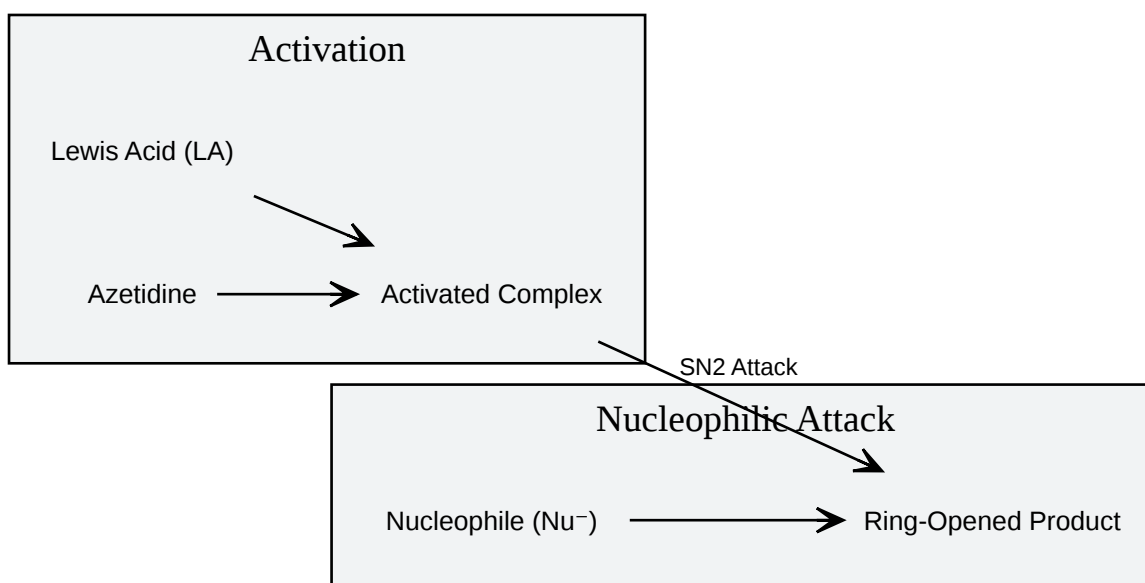 Activation
Lewis Acid (LA)
Azetidine
Activated Complex
SN2 Attack
Nucleophilic Attack
Nucleophile (Nu⁻)
Ring-Opened Product